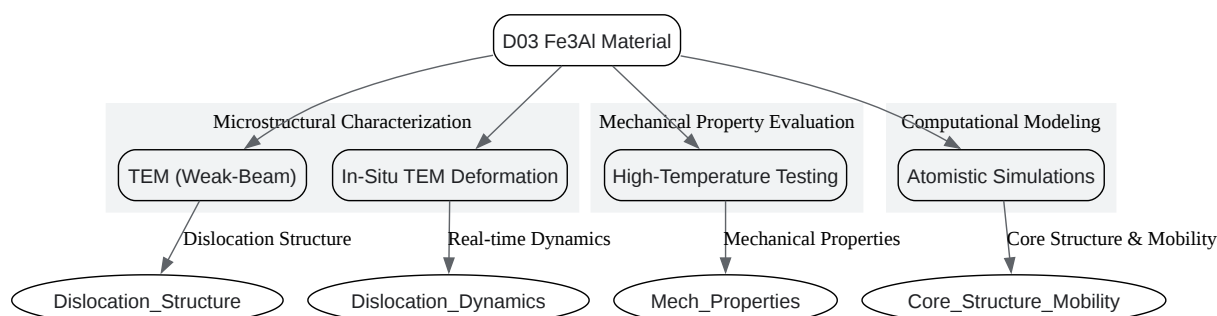 D03 Fe3Al Material
Microstructural Characterization
Mechanical Property Evaluation
Computational Modeling
TEM (Weak-Beam)
In-Situ TEM Deformation
High-Temperature Testing
Atomistic Simulations
Dislocation Structure
Real-time Dynamics
Mechanical Properties
Core Structure & Mobility
Dislocation_Structure
Dislocation_Dynamics
Mech_Properties
Core_Structure_Mobility